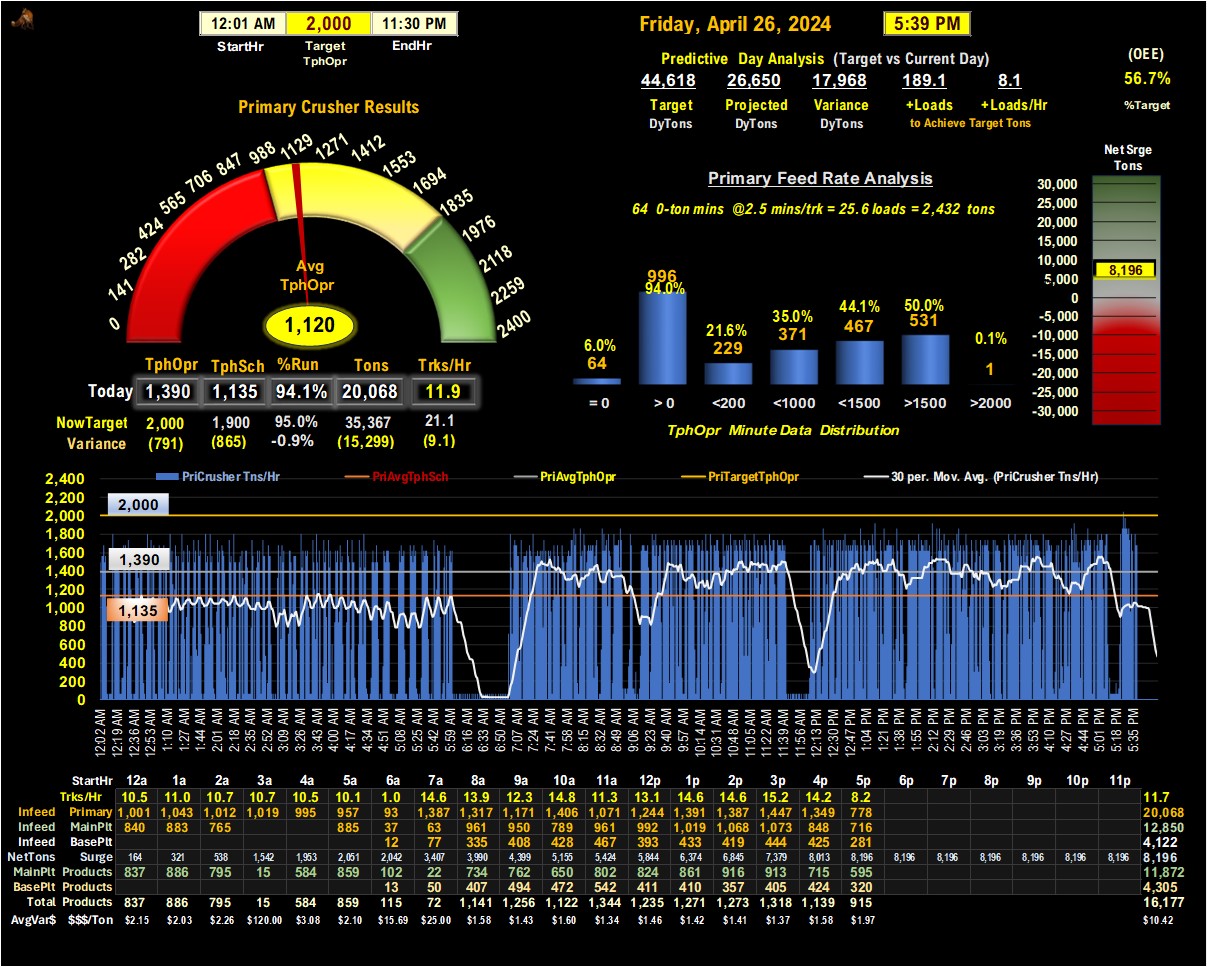 12:01 AM 2,000 11:30 PM
StartHr Target TphOpr EndHr
Friday, April 26, 2024 5:39 PM
Predictive Day Analysis (Target vs Current Day)
44,618 26,650 17,968 189.1 8.1
Target Projected Variance +Loads +Loads/Hr
DyTons DyTons DyTons to Achieve Target Tons
(OEE)
56.7%
%Target
Primary Crusher Results
0 141 282 424 565 706 847 988 1129 1271 1412 1553 1694 1835 1976 2118 2259 2400
Avg
TphOpr
1,120
TphOpr TphSch %Run Tons Trks/Hr
Today 1,390 1,135 94.1% 20,068 11.9
NowTarget 2,000 1,900 95.0% 35,367 21.1
Variance (791) (865) -0.9% (15,299) (9.1)
Primary Feed Rate Analysis
64 0-ton mins @2.5 mins/trk = 25.6 loads = 2,432 tons
6.0% 94.0% 21.6% 35.0% 44.1% 50.0% 0.1%
64 996 229 371 467 531 1
= 0 > 0 <200 <1000 <1500 >1500 >2000
TphOpr Minute Data Distribution
Net Srge
Tons
30,000
25,000
20,000
15,000
10,000
8,196
5,000
0
-5,000
-10,000
-15,000
-20,000
-25,000
-30,000
PriCrusher Tns/Hr PriAvgTphSch PriAvgTphOpr PriTargetTphOpr 30 per. Mov. Avg. (PriCrusher Tns/Hr)
2,400
2,200
2,000
1,800
1,600
1,400
1,200
1,000
800
600
400
200
0
2,000
1,390
1,135
12:02 AM 12:19 AM 12:36 AM 12:53 AM 1:10 AM 1:27 AM 1:44 AM 2:01 AM 2:18 AM 2:35 AM 2:52 AM 3:09 AM 3:26 AM 3:43 AM 4:00 AM 4:17 AM 4:34 AM 4:51 AM 5:08 AM 5:25 AM 5:42 AM 5:59 AM 6:16 AM 6:33 AM 6:50 AM 7:07 AM 7:24 AM 7:41 AM 7:58 AM 8:15 AM 8:32 AM 8:49 AM 9:06 AM 9:23 AM 9:40 AM 9:57 AM 10:14 AM 10:31 AM 10:48 AM 11:05 AM 11:22 AM 11:39 AM 11:56 AM 12:13 PM 12:30 PM 12:47 PM 1:04 PM 1:21 PM 1:38 PM 1:55 PM 2:12 PM 2:29 PM 2:46 PM 3:03 PM 3:19 PM 3:36 PM 3:53 PM 4:10 PM 4:27 PM 4:44 PM 5:01 PM 5:18 PM 5:35 PM
StartHr 12a 1a 2a 3a 4a 5a 6a 7a 8a 9a 10a 11a 12p 1p 2p 3p 4p 5p 6p 7p 8p 9p 10p 11p
Trks/Hr 10.5 11.0 10.7 10.7 10.5 10.1 1.0 14.6 13.9 12.3 14.8 11.3 13.1 14.6 14.6 15.2 14.2 8.2 11.7
Infeed Primary 1,001 1,043 1,012 1,019 995 957 93 1,387 1,317 1,171 1,406 1,071 1,244 1,391 1,387 1,447 1,349 778 20,068
Infeed MainPlt 840 883 765 885 37 63 961 950 789 961 992 1,019 1,068 1,073 848 716 12,850
Infeed BasePlt 12 77 335 408 428 467 393 433 419 444 425 281 4,122
NetTons Surge 164 321 538 1,542 1,953 2,051 2,042 3,407 3,990 4,399 5,155 5,424 5,844 6,374 6,845 7,439 8,013 8,196 8,196 8,196 8,196 8,196 8,196 8,196 8,196
MainPlt Products 837 886 795 15 584 859 102 22 734 762 650 802 824 861 916 913 715 595 11,872
BasePlt Products 13 50 407 494 472 542 411 410 357 405 424 320 4,305
Total Products 837 886 795 15 584 859 115 72 1,141 1,256 1,122 1,344 1,235 1,271 1,273 1,318 1,139 915 16,177
AvgVar$ $$$/Ton $2.15 $2.03 $2.26 $120.00 $3.08 $2.10 $15.69 $25.00 $1.58 $1.43 $1.60 $1.34 $1.46 $1.42 $1.41 $1.37 $1.58 $1.97 $10.42